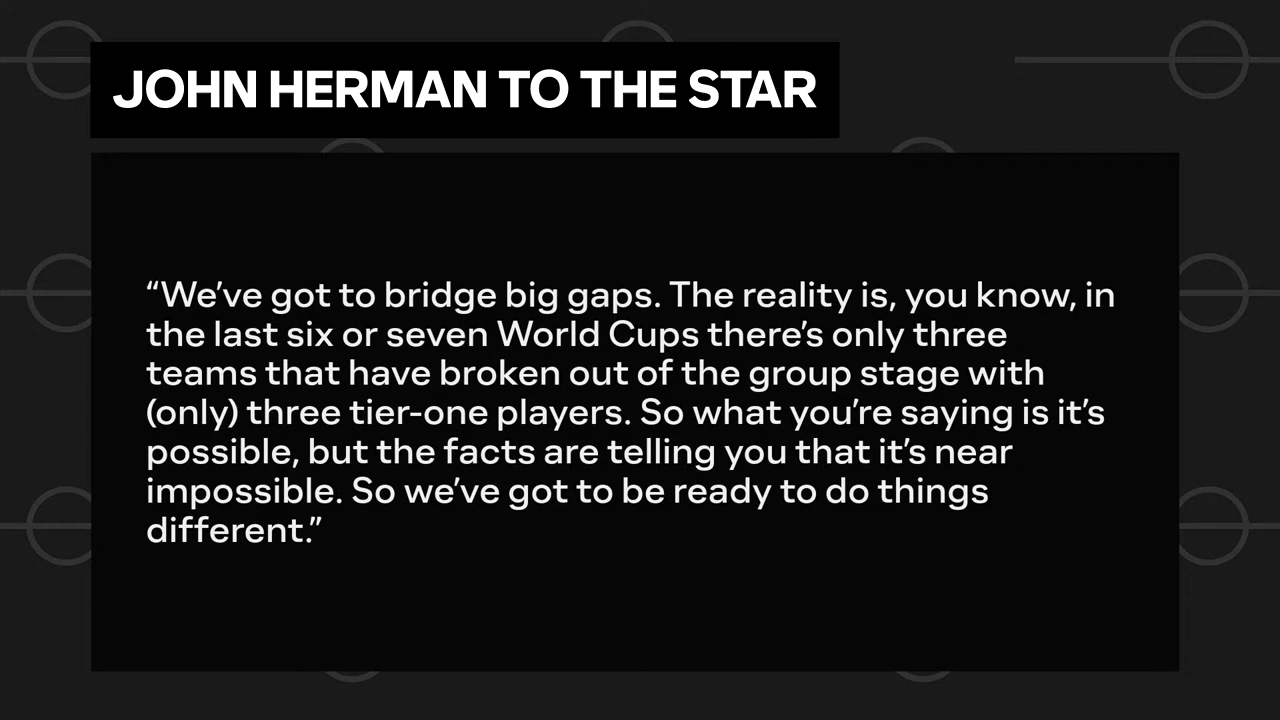 JOHN HERMAN TO THE STAR
“We’ve got to bridge big gaps. The reality is, you know, in
the last six or seven World Cups there’s only three
teams that have broken out of the group stage with
(only) three tier-one players. So what you’re saying is it’s
possible, but the facts are telling you that it’s near
impossible. So we’ve got to be ready to do things
different.”